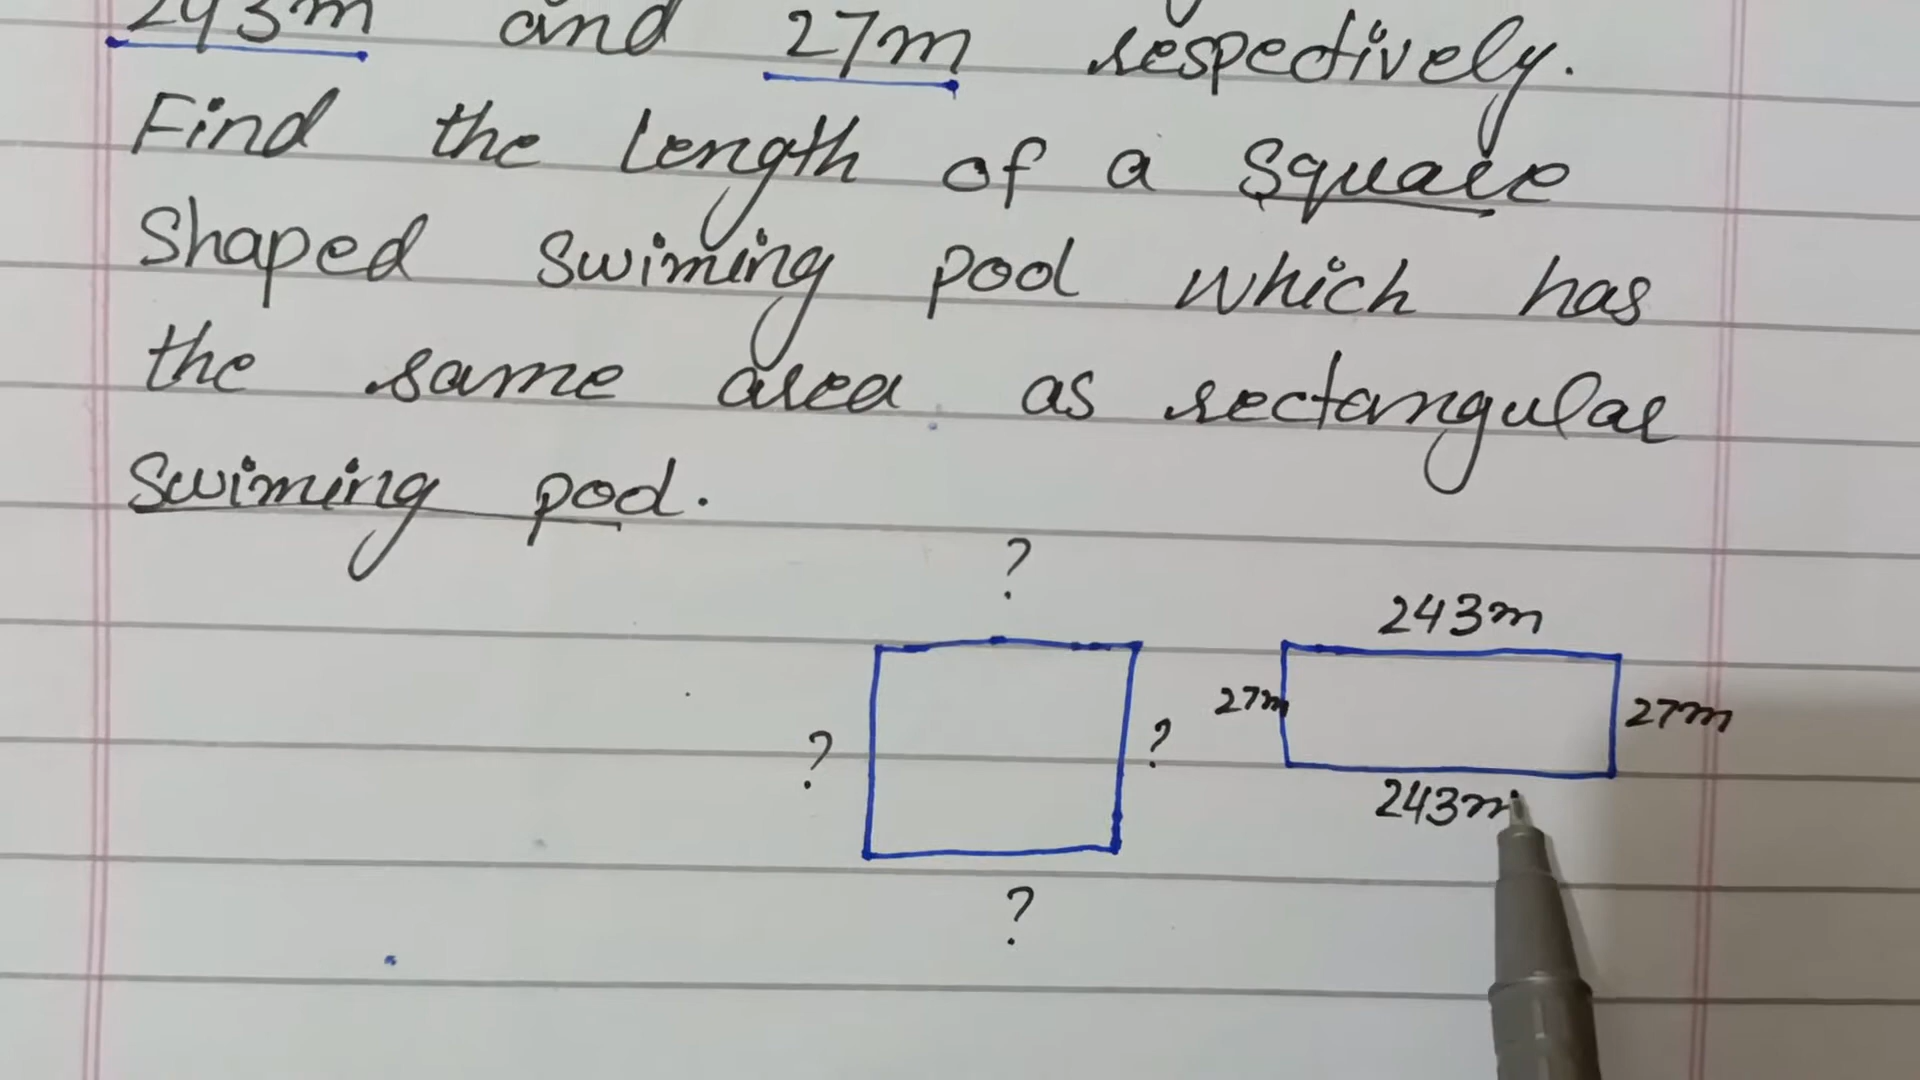 243m and 27m respectively.
Find the length of a square
shaped swiming pool which has
the same area as rectangular
swiming pool.
?
243m
27m
27m
?
?
243m
?